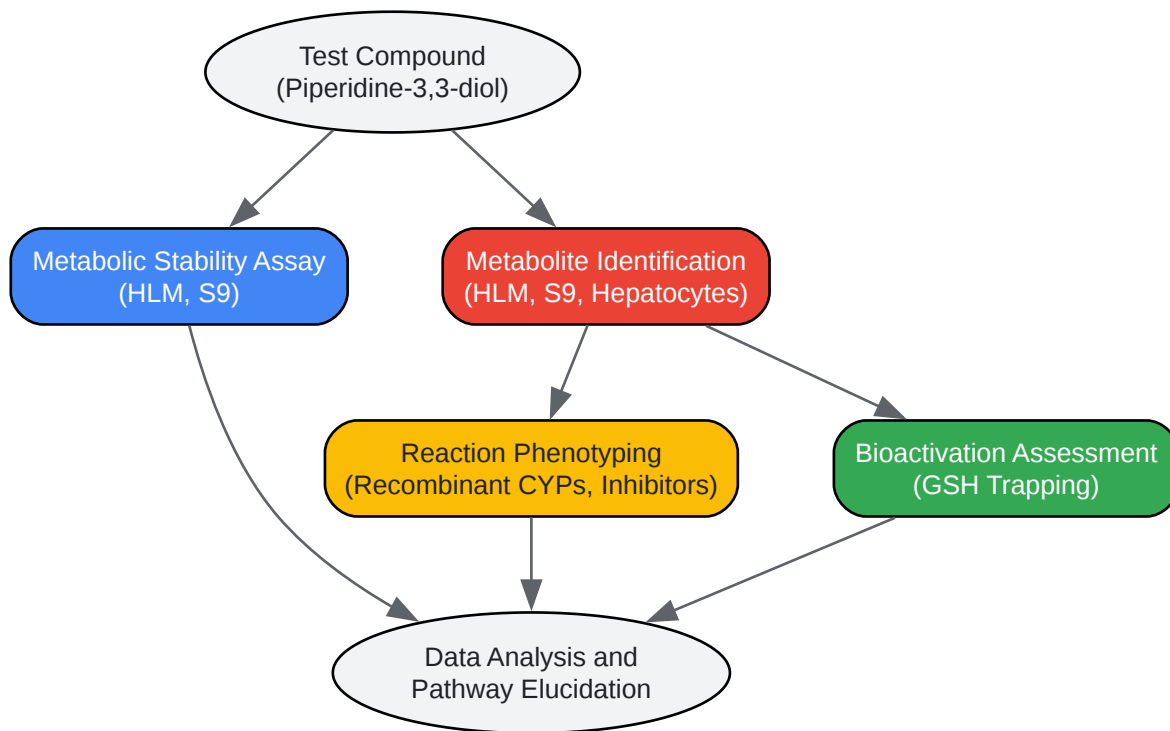 Test Compound
(Piperidine-3,3-diol)
Metabolic Stability Assay
(HLM, S9)
Metabolite Identification
(HLM, S9, Hepatocytes)
Reaction Phenotyping
(Recombinant CYPs, Inhibitors)
Bioactivation Assessment
(GSH Trapping)
Data Analysis and
Pathway Elucidation